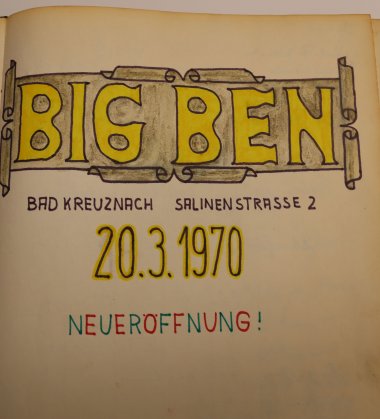 BIG BEN
BAD KREUZNACH SALINENSTRASSE 2
20.3.1970
NEUERÖFFNUNG!